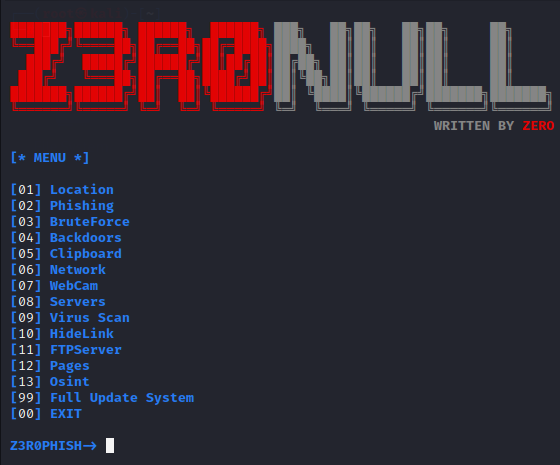 Z3R0NULL
WRITTEN BY ZERO
[* MENU *]
[01] Location
[02] Phishing
[03] BruteForce
[04] Backdoors
[05] Clipboard
[06] Network
[07] WebCam
[08] Servers
[09] Virus Scan
[10] HideLink
[11] FTPServer
[12] Pages
[13] Osint
[99] Full Update System
[00] EXIT
Z3R0PHISH→